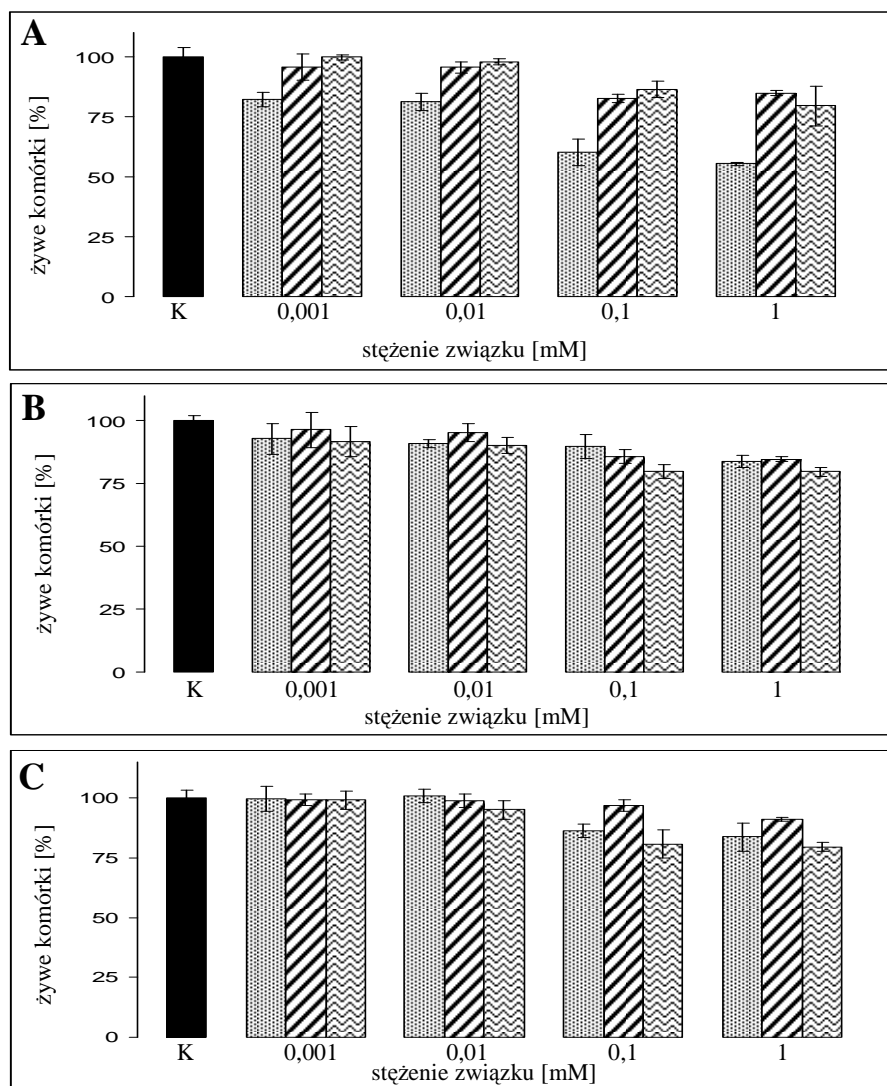 A
żywe komórki [%]
100
75
50
25
0
K 0,001 0,01 0,1 1
stężenie związku [mM]
B
żywe komórki [%]
100
75
50
25
0
K 0,001 0,01 0,1 1
stężenie związku [mM]
C
żywe komórki [%]
100
75
50
25
0
K 0,001 0,01 0,1 1
stężenie związku [mM]